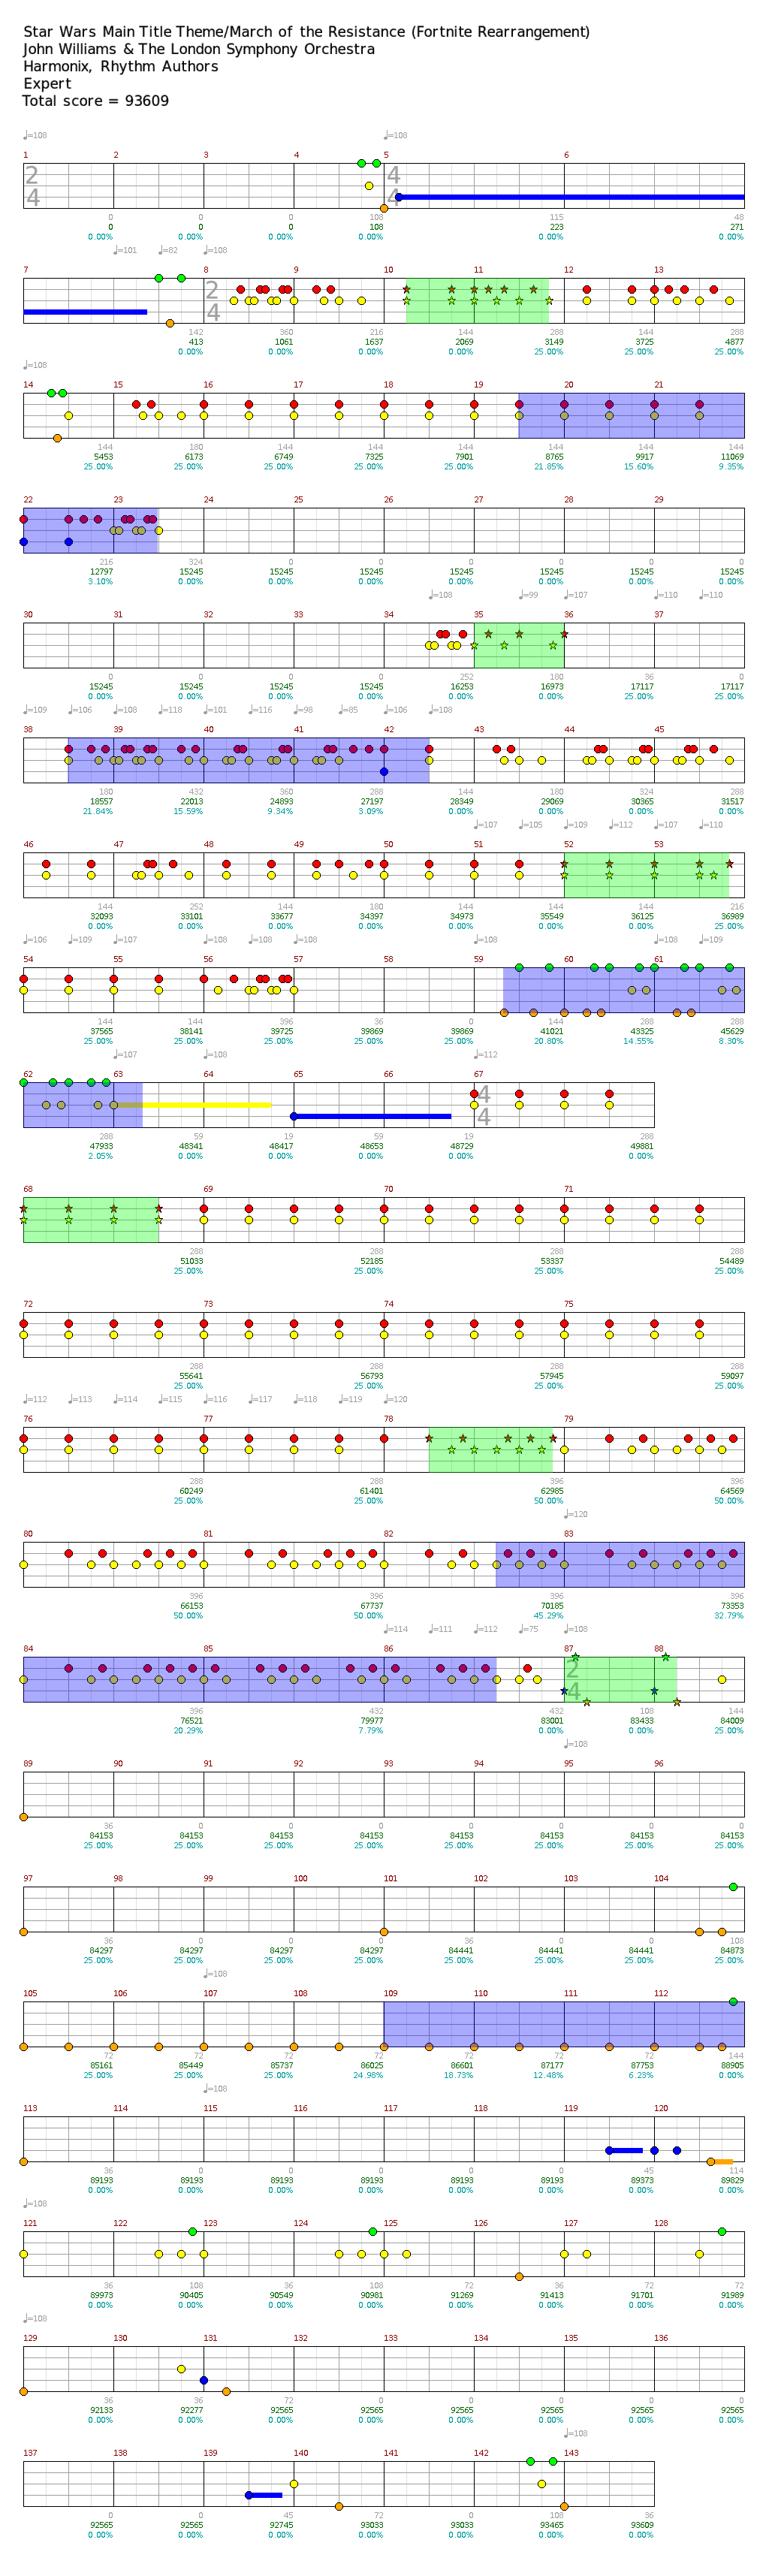 Star Wars Main Title Theme/March of the Resistance (Fortnite Rearrangement)
John Williams & The London Symphony Orchestra
Harmonix, Rhythm Authors
Expert
Total score = 93609
♩=108 ♩=108
1 2 3 4 5 6
2 4 4 4
0 0 0 108 115 48
0 0 0 108 223 271
0.00% 0.00% 0.00% 0.00% 0.00% 0.00%
♩=101 ♩=82 ♩=108
7 8 9 10 11 12 13
2 4
142 360 216 144 288 144 288
413 1061 1637 2069 3149 3725 4877
0.00% 0.00% 0.00% 0.00% 25.00% 25.00% 25.00%
♩=108
14 15 16 17 18 19 20 21
144 180 144 144 144 144 144 144
5453 6173 6749 7325 7901 8765 9917 11069
25.00% 25.00% 25.00% 25.00% 25.00% 21.85% 15.60% 9.35%
22 23 24 25 26 27 28 29
216 324 0 0 0 0 0 0
12797 15245 15245 15245 15245 15245 15245 15245
3.10% 0.00% 0.00% 0.00% 0.00% 0.00% 0.00% 0.00%
♩=108 ♩=99 ♩=107 ♩=110 ♩=110
30 31 32 33 34 35 36 37
0 0 0 0 252 180 36 0
15245 15245 15245 15245 16253 16973 17117 17117
0.00% 0.00% 0.00% 0.00% 0.00% 0.00% 25.00% 25.00%
♩=109 ♩=106 ♩=108 ♩=118 ♩=101 ♩=116 ♩=98 ♩=85 ♩=106 ♩=108
38 39 40 41 42 43 44 45
180 432 360 288 144 180 324 288
18557 22013 24893 27197 28349 29069 30365 31517
21.84% 15.59% 9.34% 3.09% 0.00% 0.00% 0.00% 0.00%
♩=107 ♩=105 ♩=109 ♩=112 ♩=107 ♩=110
46 47 48 49 50 51 52 53
144 252 144 180 144 144 144 216
32093 33101 33677 34397 34973 35549 36125 36989
0.00% 0.00% 0.00% 0.00% 0.00% 0.00% 0.00% 25.00%
♩=106 ♩=109 ♩=107 ♩=108 ♩=108 ♩=108 ♩=108 ♩=108 ♩=109
54 55 56 57 58 59 60 61
144 144 396 36 0 144 288 288
37565 38141 39725 39869 39869 41021 43325 45629
25.00% 25.00% 25.00% 25.00% 25.00% 20.80% 14.55% 8.30%
♩=107 ♩=108 ♩=112
62 63 64 65 66 67
4 4
288 59 19 59 19 288
47933 48341 48417 48653 48729 49881
2.05% 0.00% 0.00% 0.00% 0.00% 0.00%
68 69 70 71
288 288 288 288
51033 52185 53337 54489
25.00% 25.00% 25.00% 25.00%
72 73 74 75
288 288 288 288
55641 56793 57945 59097
25.00% 25.00% 25.00% 25.00%
♩=112 ♩=113 ♩=114 ♩=115 ♩=116 ♩=117 ♩=118 ♩=119 ♩=120
76 77 78 79
288 288 396 396
60249 61401 62985 64569
25.00% 25.00% 50.00% 50.00%
♩=120
80 81 82 83
396 396 396 396
66153 67737 70185 73353
50.00% 50.00% 45.29% 32.79%
♩=114 ♩=111 ♩=112 ♩=75 ♩=108
84 85 86 87 88
2 4
396 432 432 108 144
76521 79977 83001 83433 84009
20.29% 7.79% 0.00% 0.00% 25.00%
♩=108
89 90 91 92 93 94 95 96
36 0 0 0 0 0 0 0
84153 84153 84153 84153 84153 84153 84153 84153
25.00% 25.00% 25.00% 25.00% 25.00% 25.00% 25.00% 25.00%
97 98 99 100 101 102 103 104
36 0 0 0 36 0 0 108
84297 84297 84297 84297 84441 84441 84441 84873
25.00% 25.00% 25.00% 25.00% 25.00% 25.00% 25.00% 25.00%
♩=108
105 106 107 108 109 110 111 112
72 72 72 72 72 72 72 144
85161 85449 85737 86025 86601 87177 87753 88905
25.00% 25.00% 25.00% 24.98% 18.73% 12.48% 6.23% 0.00%
♩=108
113 114 115 116 117 118 119 120
36 0 0 0 0 0 45 114
89193 89193 89193 89193 89193 89193 89373 89829
0.00% 0.00% 0.00% 0.00% 0.00% 0.00% 0.00% 0.00%
♩=108
121 122 123 124 125 126 127 128
36 108 36 108 72 36 72 72
89973 90405 90549 90981 91269 91413 91701 91989
0.00% 0.00% 0.00% 0.00% 0.00% 0.00% 0.00% 0.00%
♩=108
129 130 131 132 133 134 135 136
36 36 72 0 0 0 0 0
92133 92277 92565 92565 92565 92565 92565 92565
0.00% 0.00% 0.00% 0.00% 0.00% 0.00% 0.00% 0.00%
♩=108
137 138 139 140 141 142 143
0 0 45 72 0 108 36
92565 92565 92745 93033 93033 93465 93609
0.00% 0.00% 0.00% 0.00% 0.00% 0.00% 0.00%